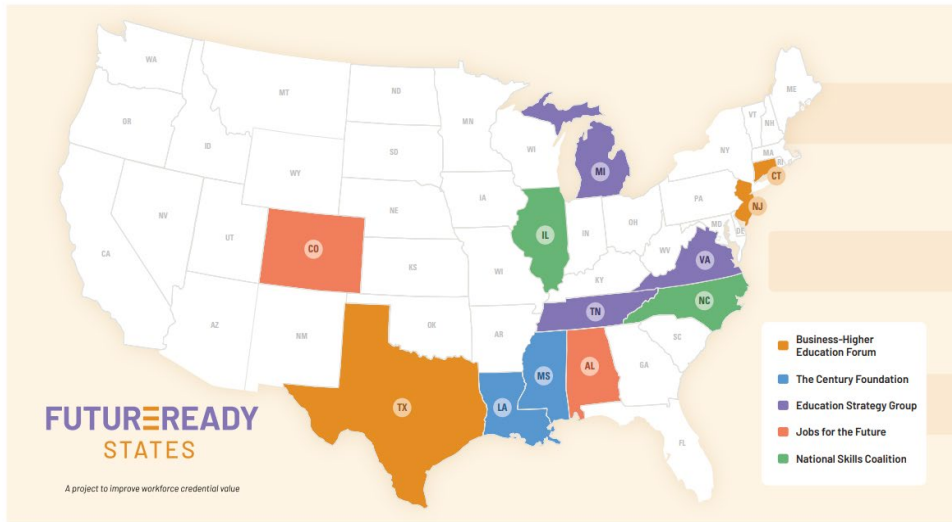 WA
MT
ND
MN
ME
VT
NH
OR
ID
SD
WI
NY
MA
RI
WY
MI
CT
IA
PA
NJ
NE
NV
UT
IL
IN
OH
MD
DE
CA
CO
KS
WI
WV
VA
KY
NC
TN
AZ
NM
OK
AR
SC
MS
AL
GA
TX
LA
FL
Business-Higher
Education Forum
The Century Foundation
Education Strategy Group
Jobs for the Future
National Skills Coalition
FUTUREREADY
STATES
A project to improve workforce credential value